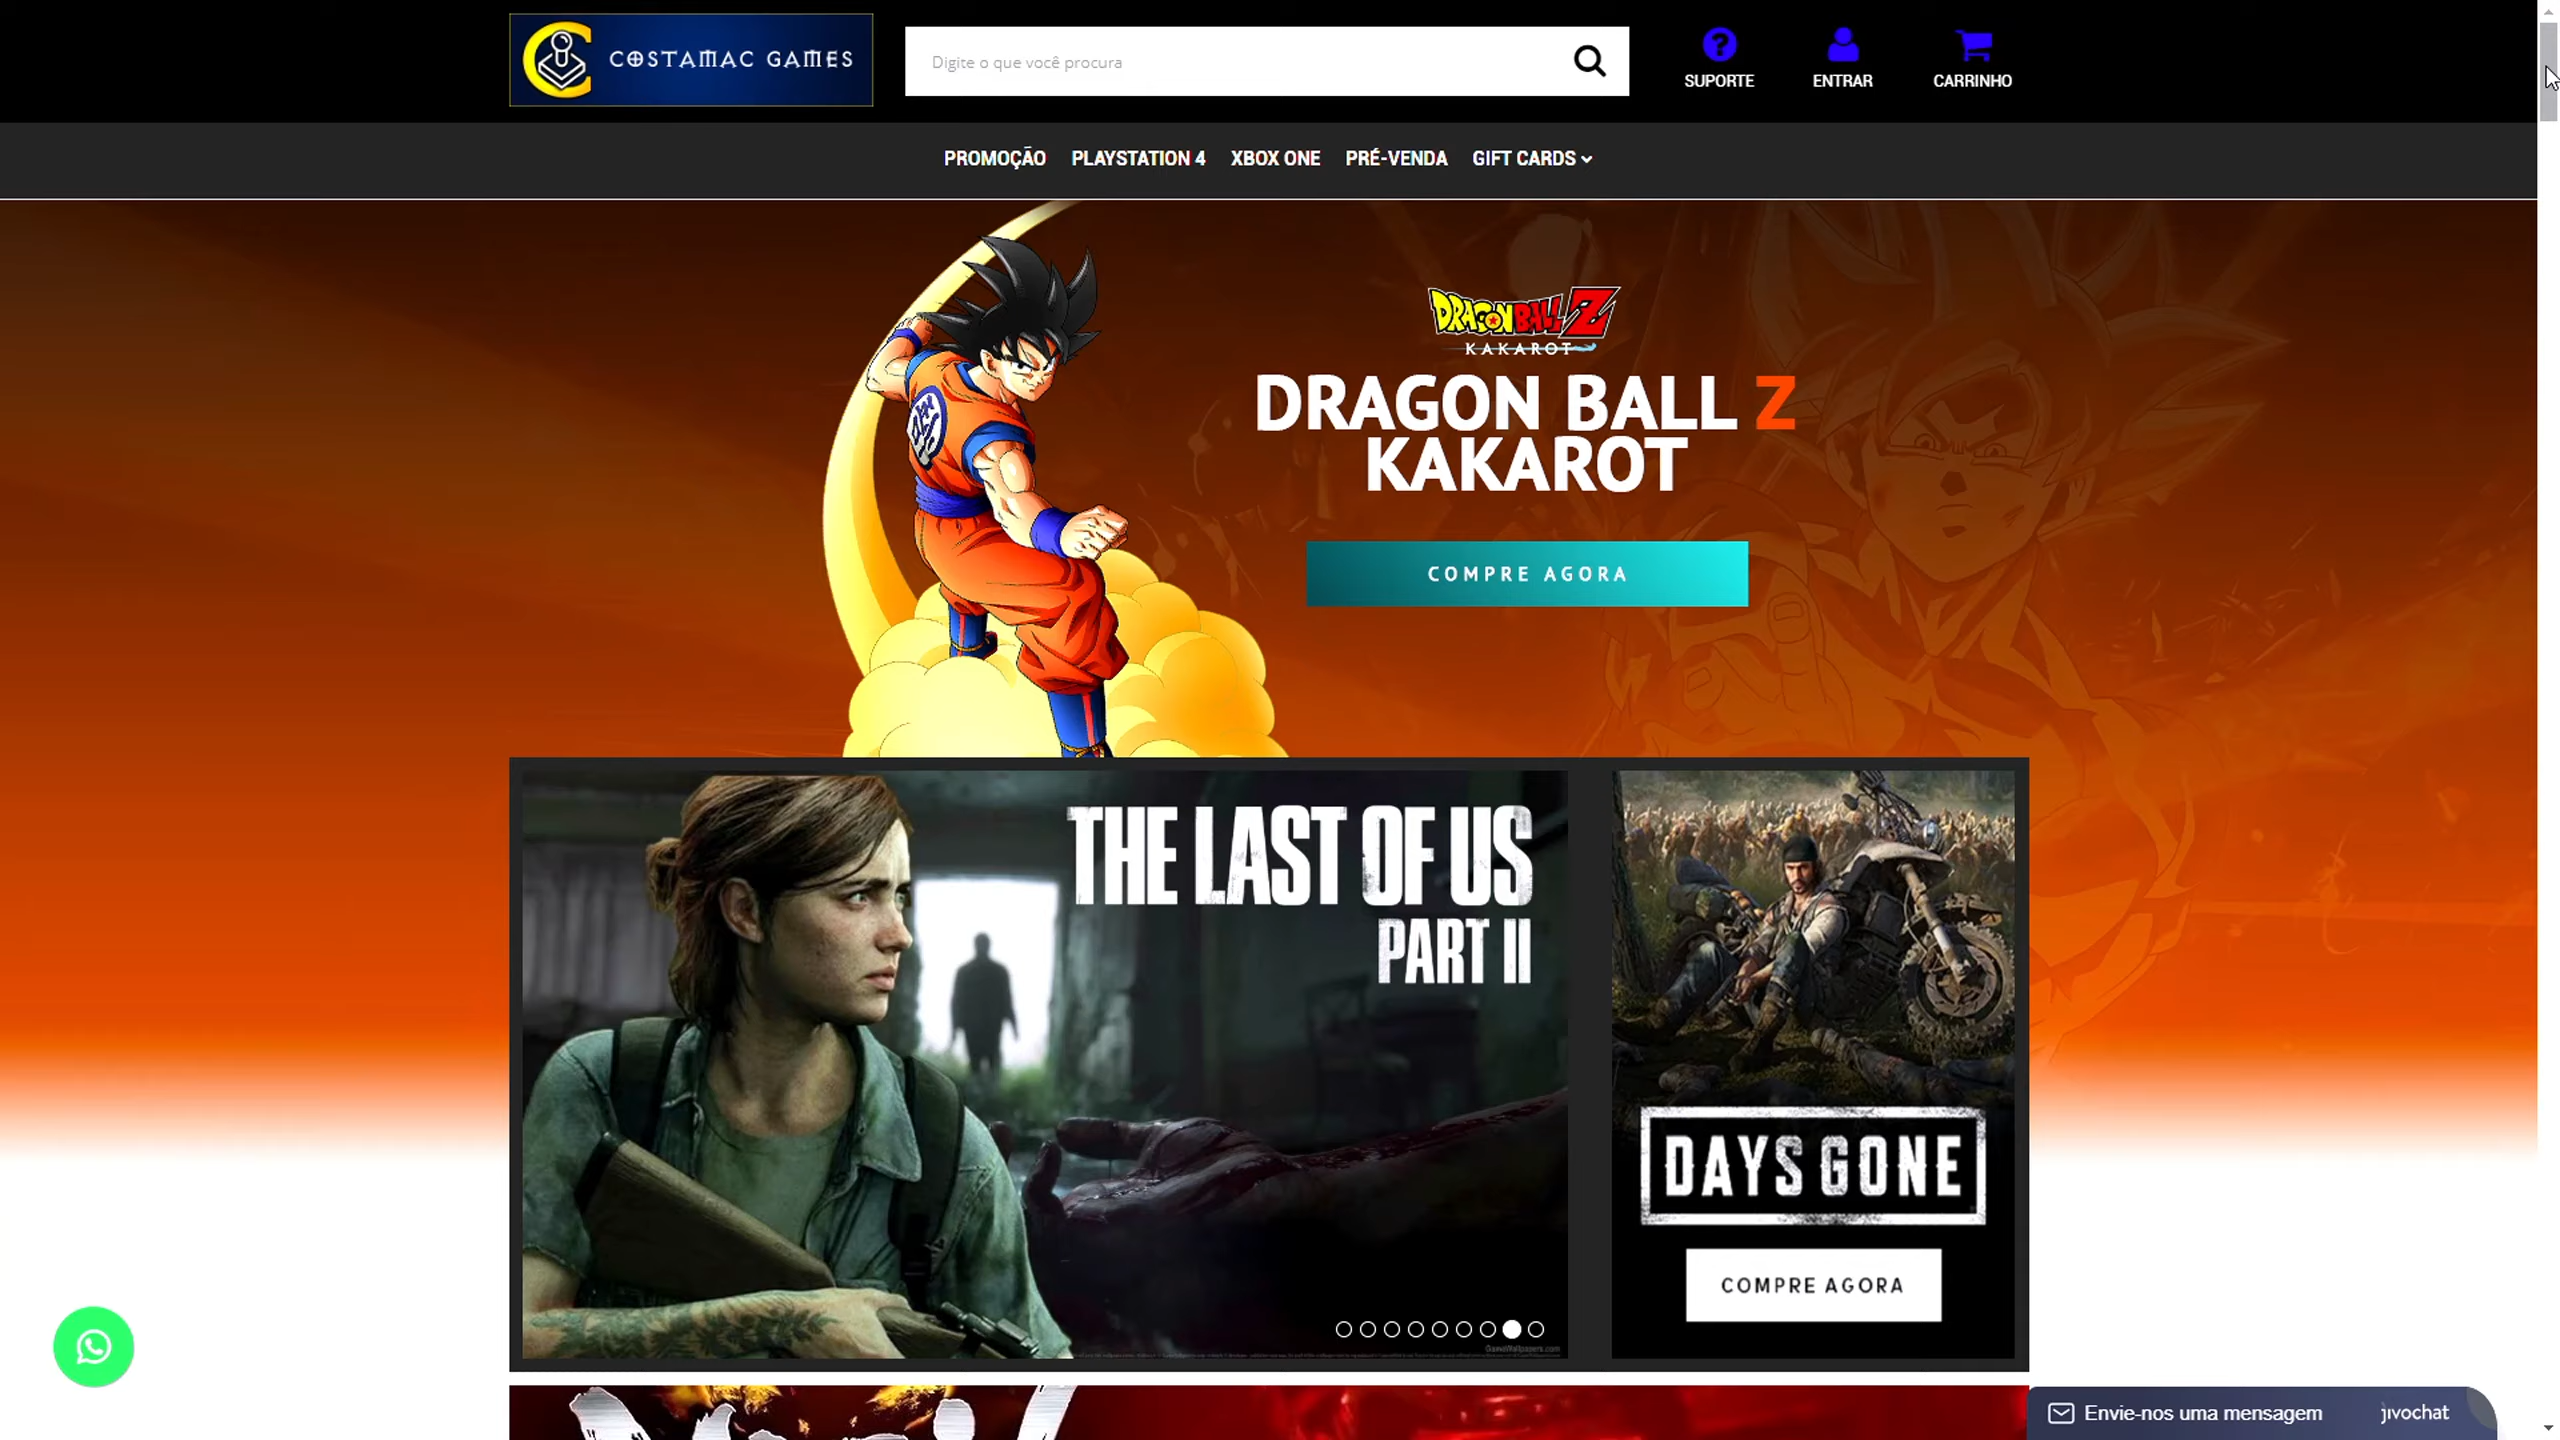 COSTAMAC GAMES
Digite o que você procura
SUPORTE
ENTRAR
CARRINHO
PROMOÇÃO
PLAYSTATION 4
XBOX ONE
PRÉ-VENDA
GIFT CARDS
DRAGON BALL Z
KAKAROT
DRAGON BALL Z
KAKAROT
COMPRE AGORA
THE LAST OF US
PART II
GameWallpapers.com
DAYS GONE
COMPRE AGORA
Envie-nos uma mensagem
jivochat